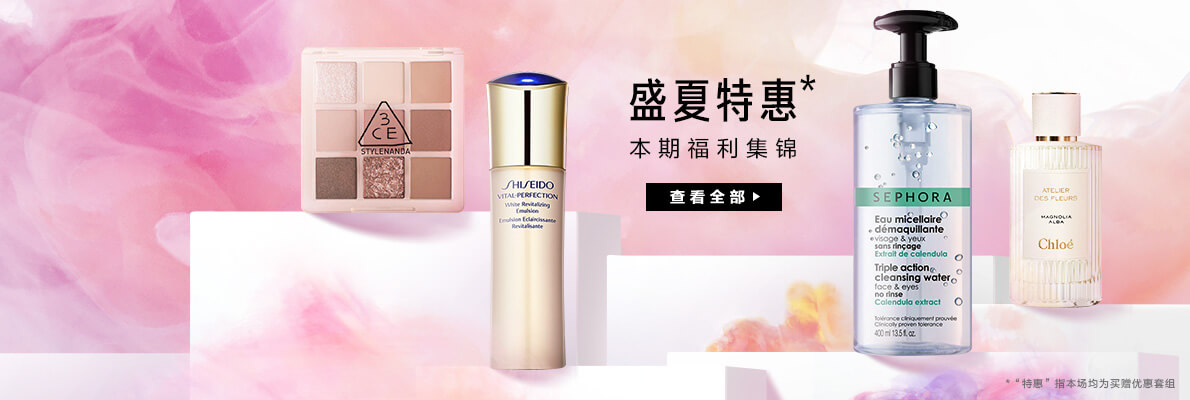 3
CE
STYLENANDA
SHISEIDO
VITAL-PERFECTION
White Revitalizing
Emulsion
Emulsion Éclaircissante
Revitalisante
盛夏特惠*
本期福利集锦
查看全部
SEPHORA
Eau micellaire
démaquillante
visage & yeux
sans rinçage
Extrait de calendula
Triple action
cleansing water
face & eyes
no rinse
Calendula extract
Tolérance cliniquement prouvée
Clinically proven tolerance
400 ml 13.5 fl. oz.
ATELIER
DES FLEURS
MAGNOLIA
ALBA
Chloé
*“特惠”指本场均为买赠优惠套组